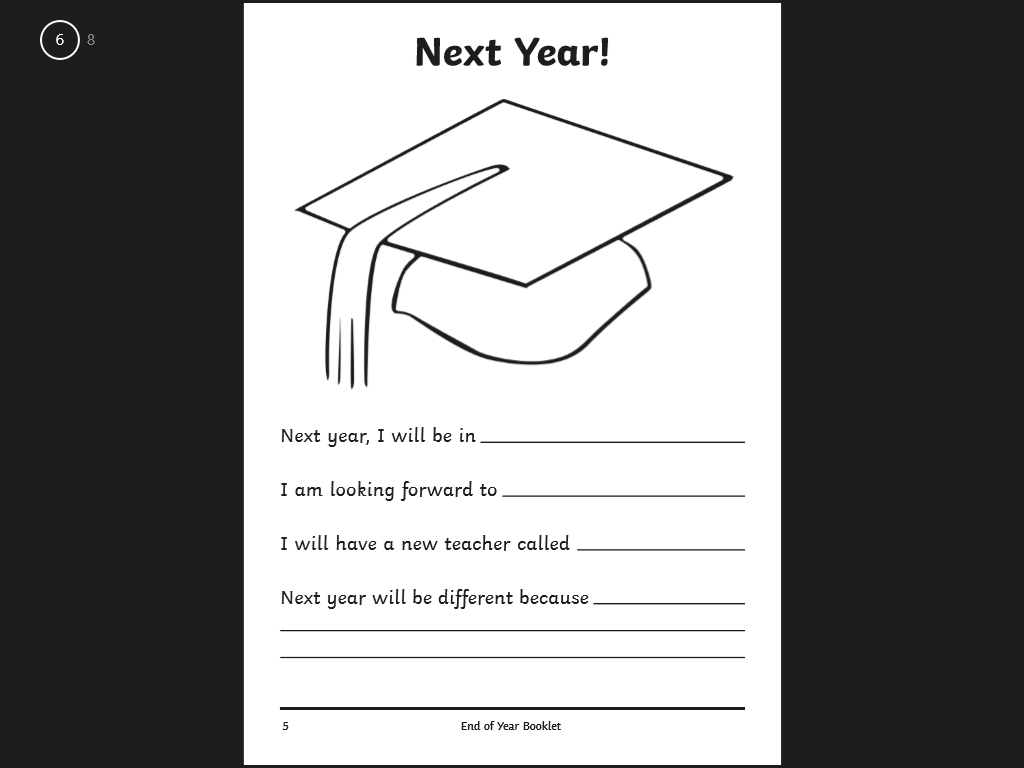 6 8
Next Year!
Next year, I will be in
I am looking forward to
I will have a new teacher called
Next year will be different because
5 End of Year Booklet